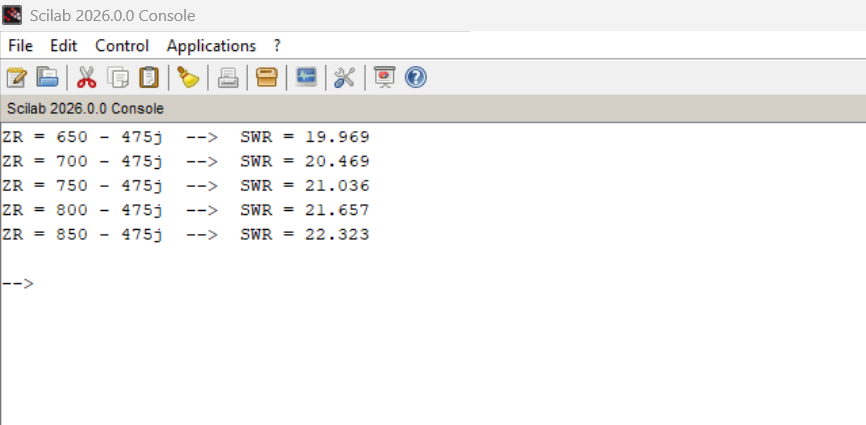 Scilab 2026.0.0 Console
File Edit Control Applications ?
Scilab 2026.0.0 Console
ZR = 650 - 475j --> SWR = 19.969
ZR = 700 - 475j --> SWR = 20.469
ZR = 750 - 475j --> SWR = 21.036
ZR = 800 - 475j --> SWR = 21.657
ZR = 850 - 475j --> SWR = 22.323
-->